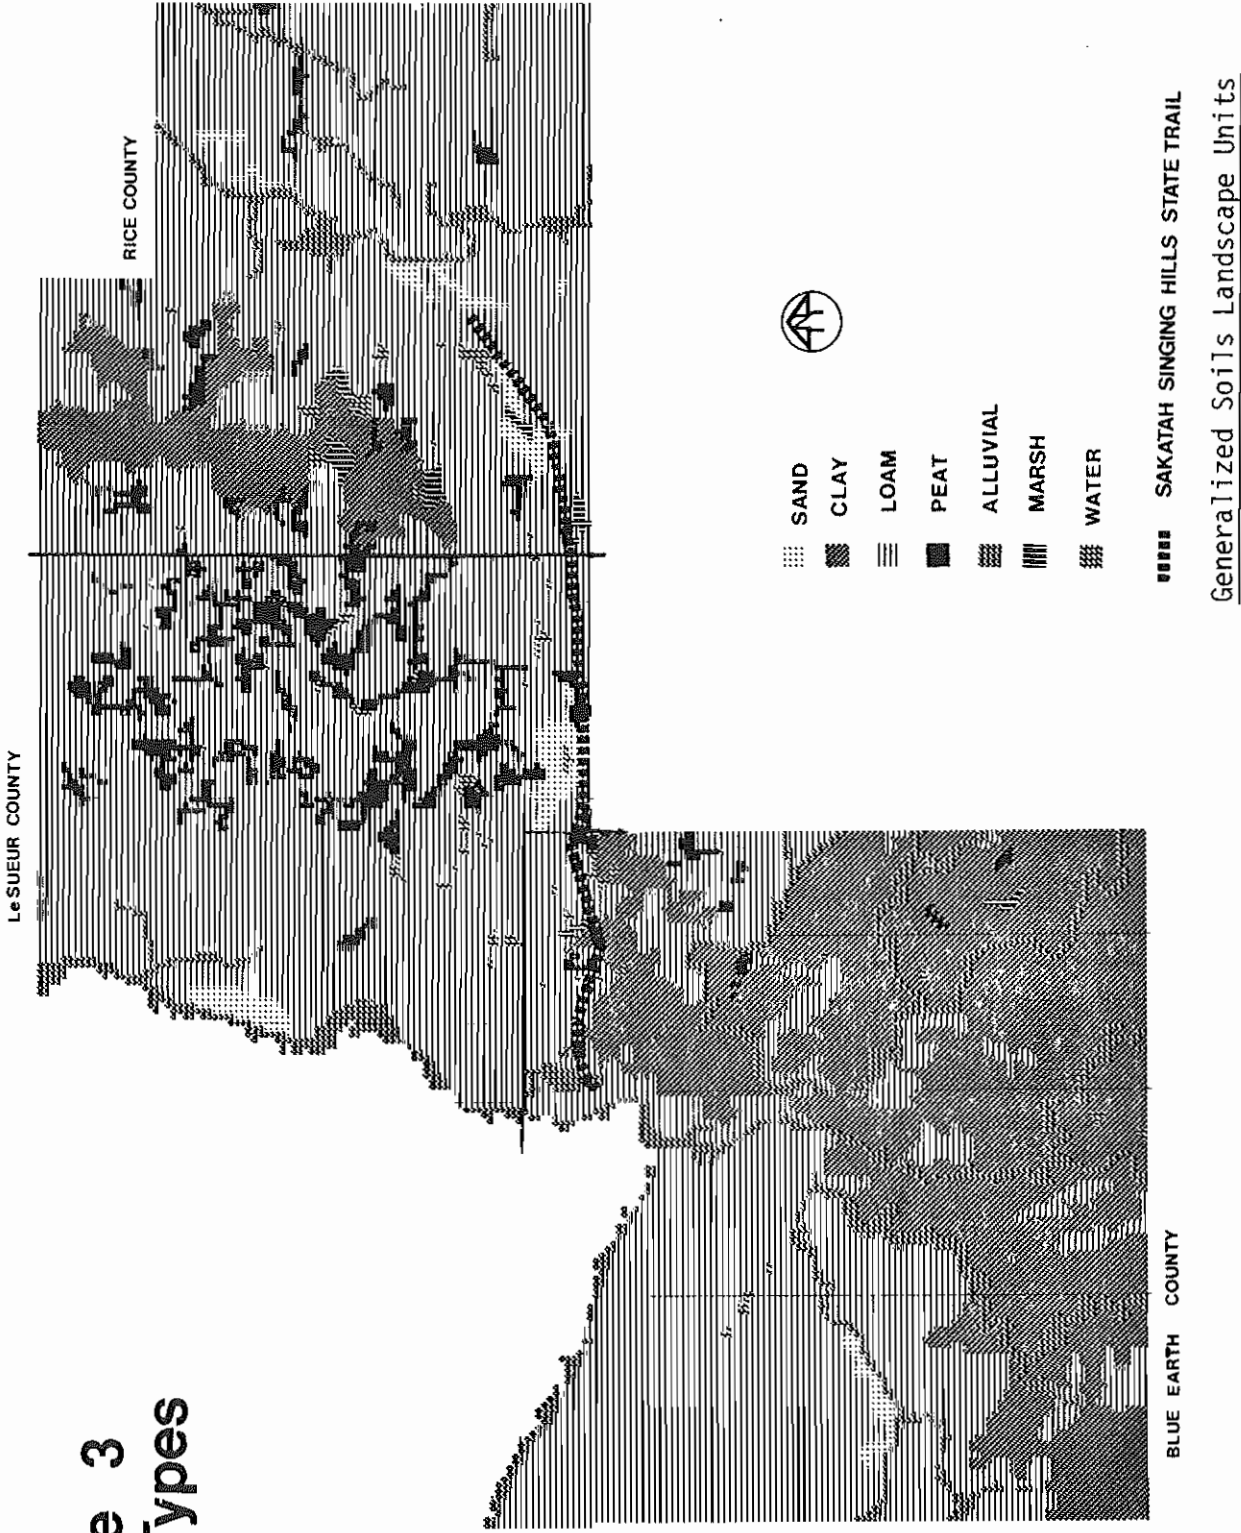 e 3
Types
Le SUEUR COUNTY
RICE COUNTY
BLUE EARTH COUNTY
N
SAND
CLAY
LOAM
PEAT
ALLUVIAL
MARSH
WATER
SAKATAH SINGING HILLS STATE TRAIL
Generalized Soils Landscape Units